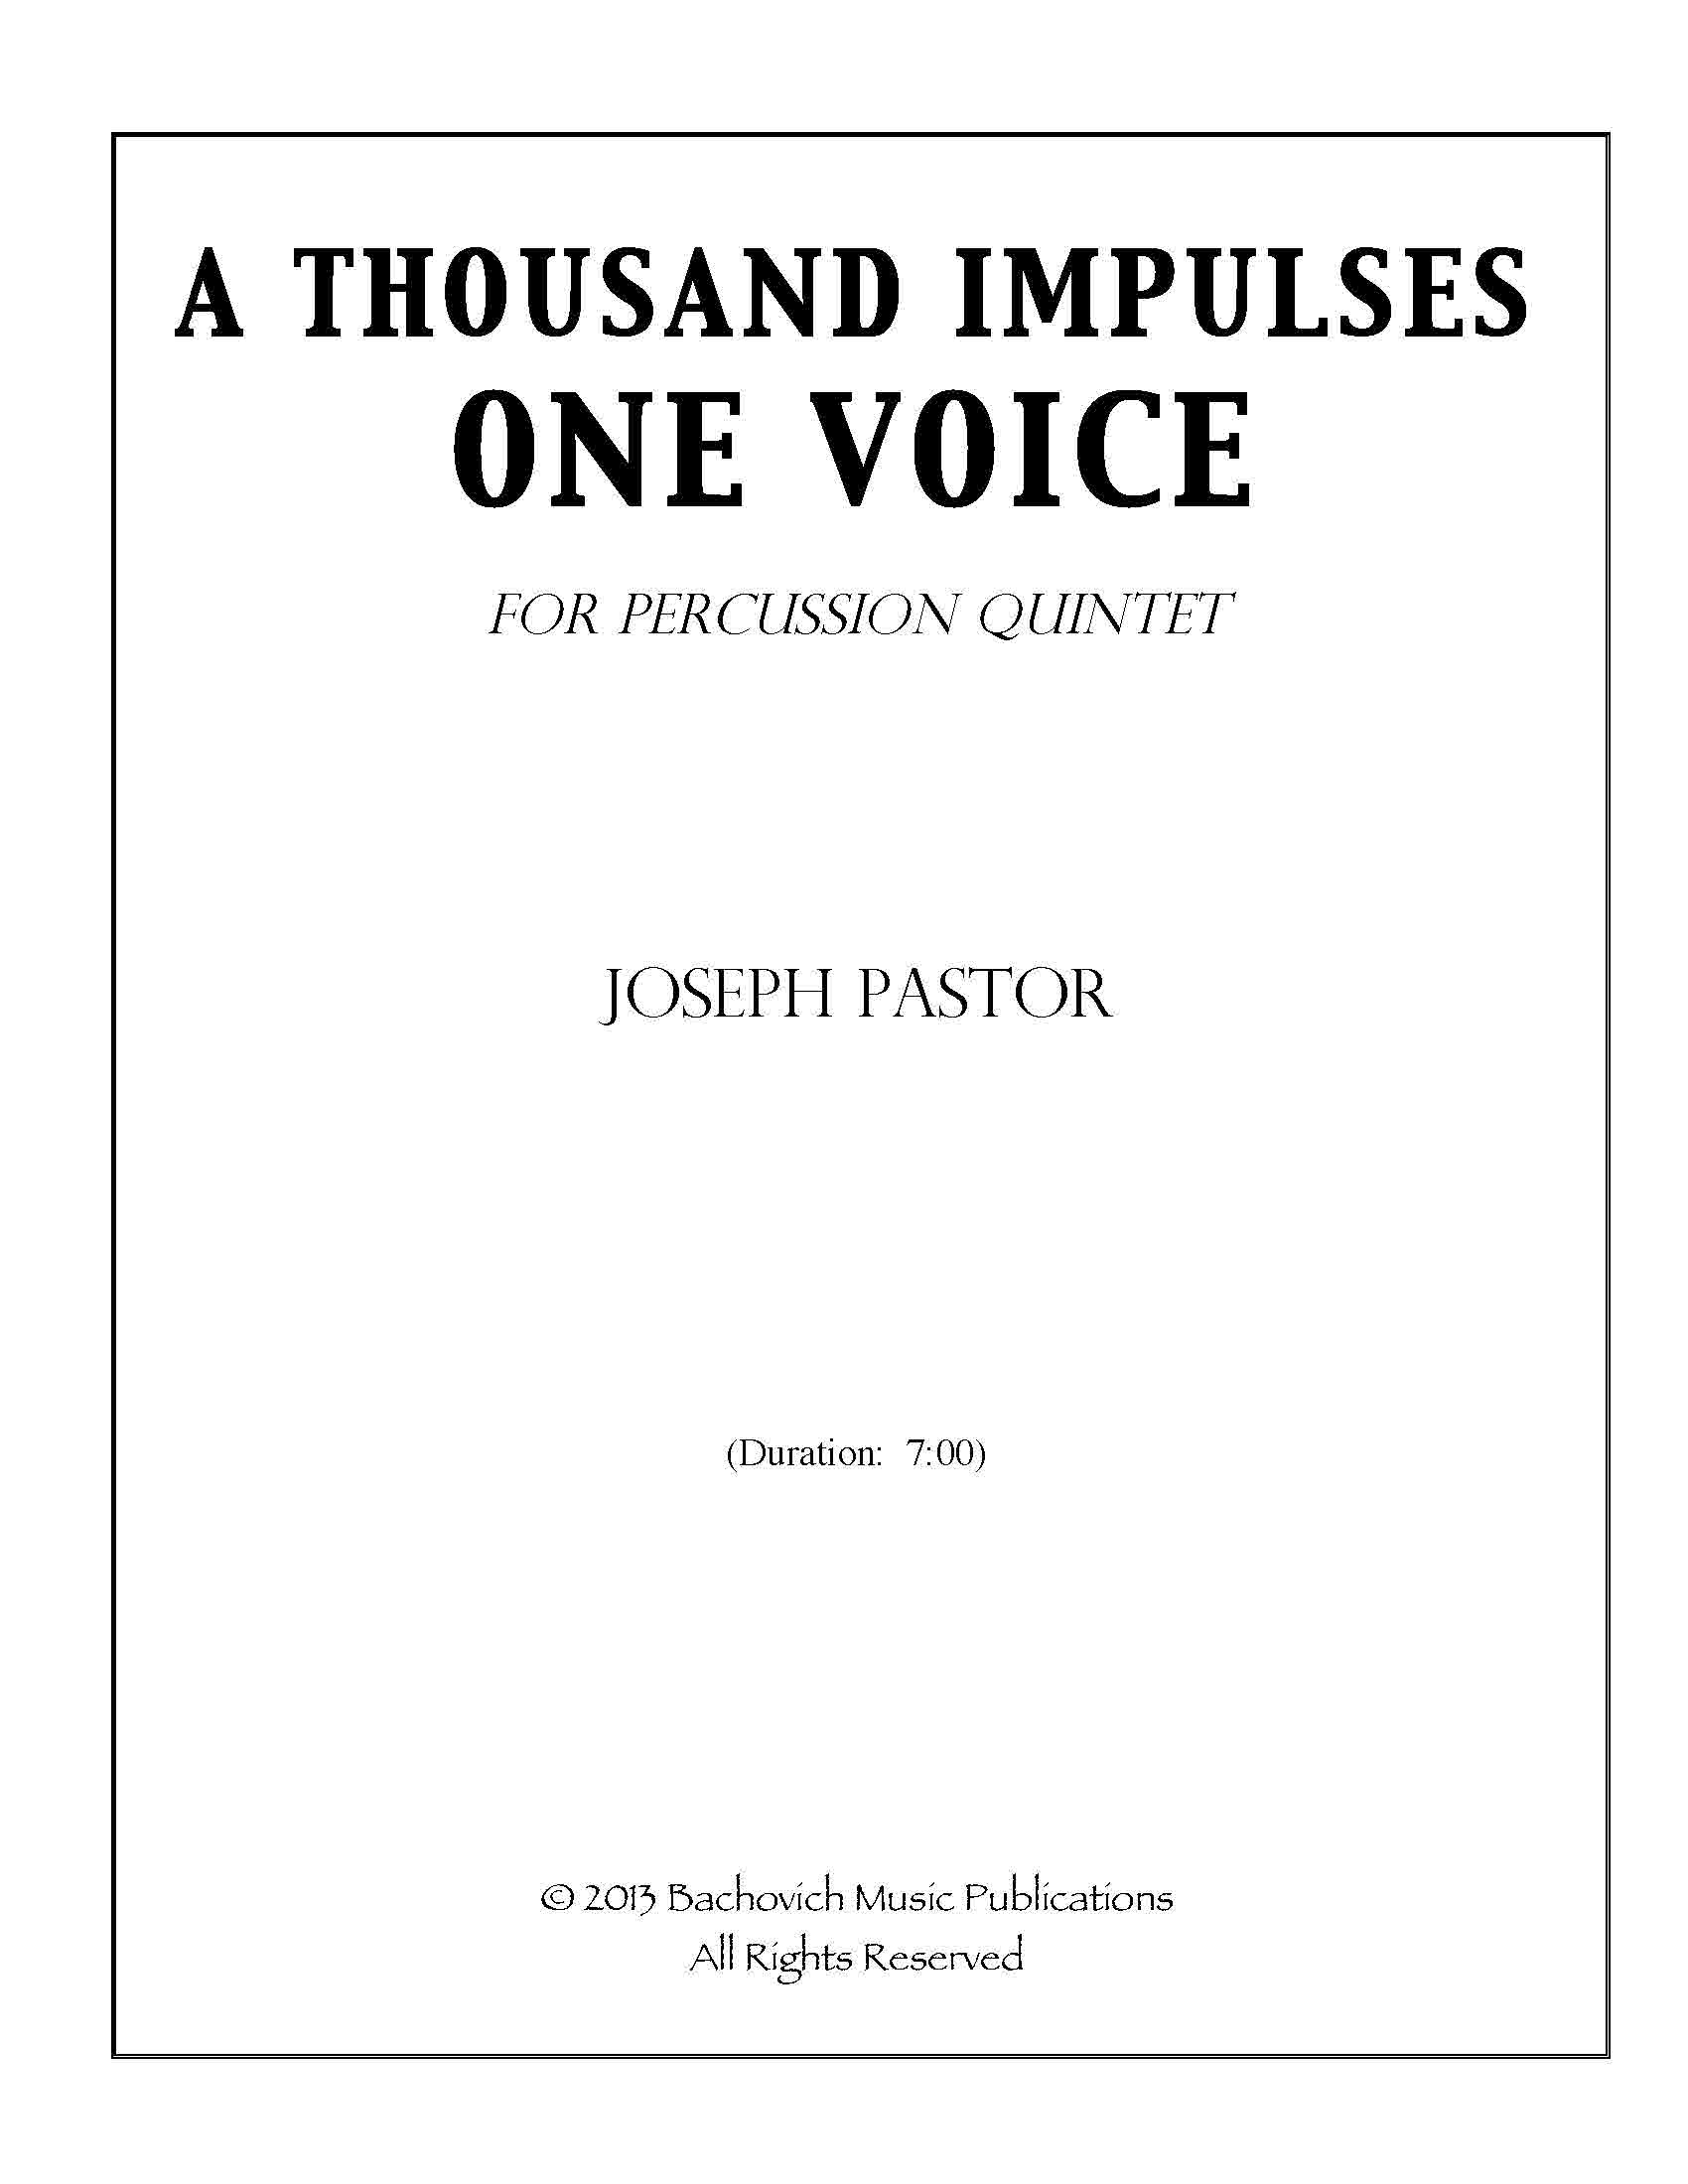 A THOUSAND IMPULSES
ONE VOICE
FOR PERCUSSION QUINTET
JOSEPH PASTOR
(Duration:  7:00)
© 2013 Bachovich Music Publications
All Rights Reserved